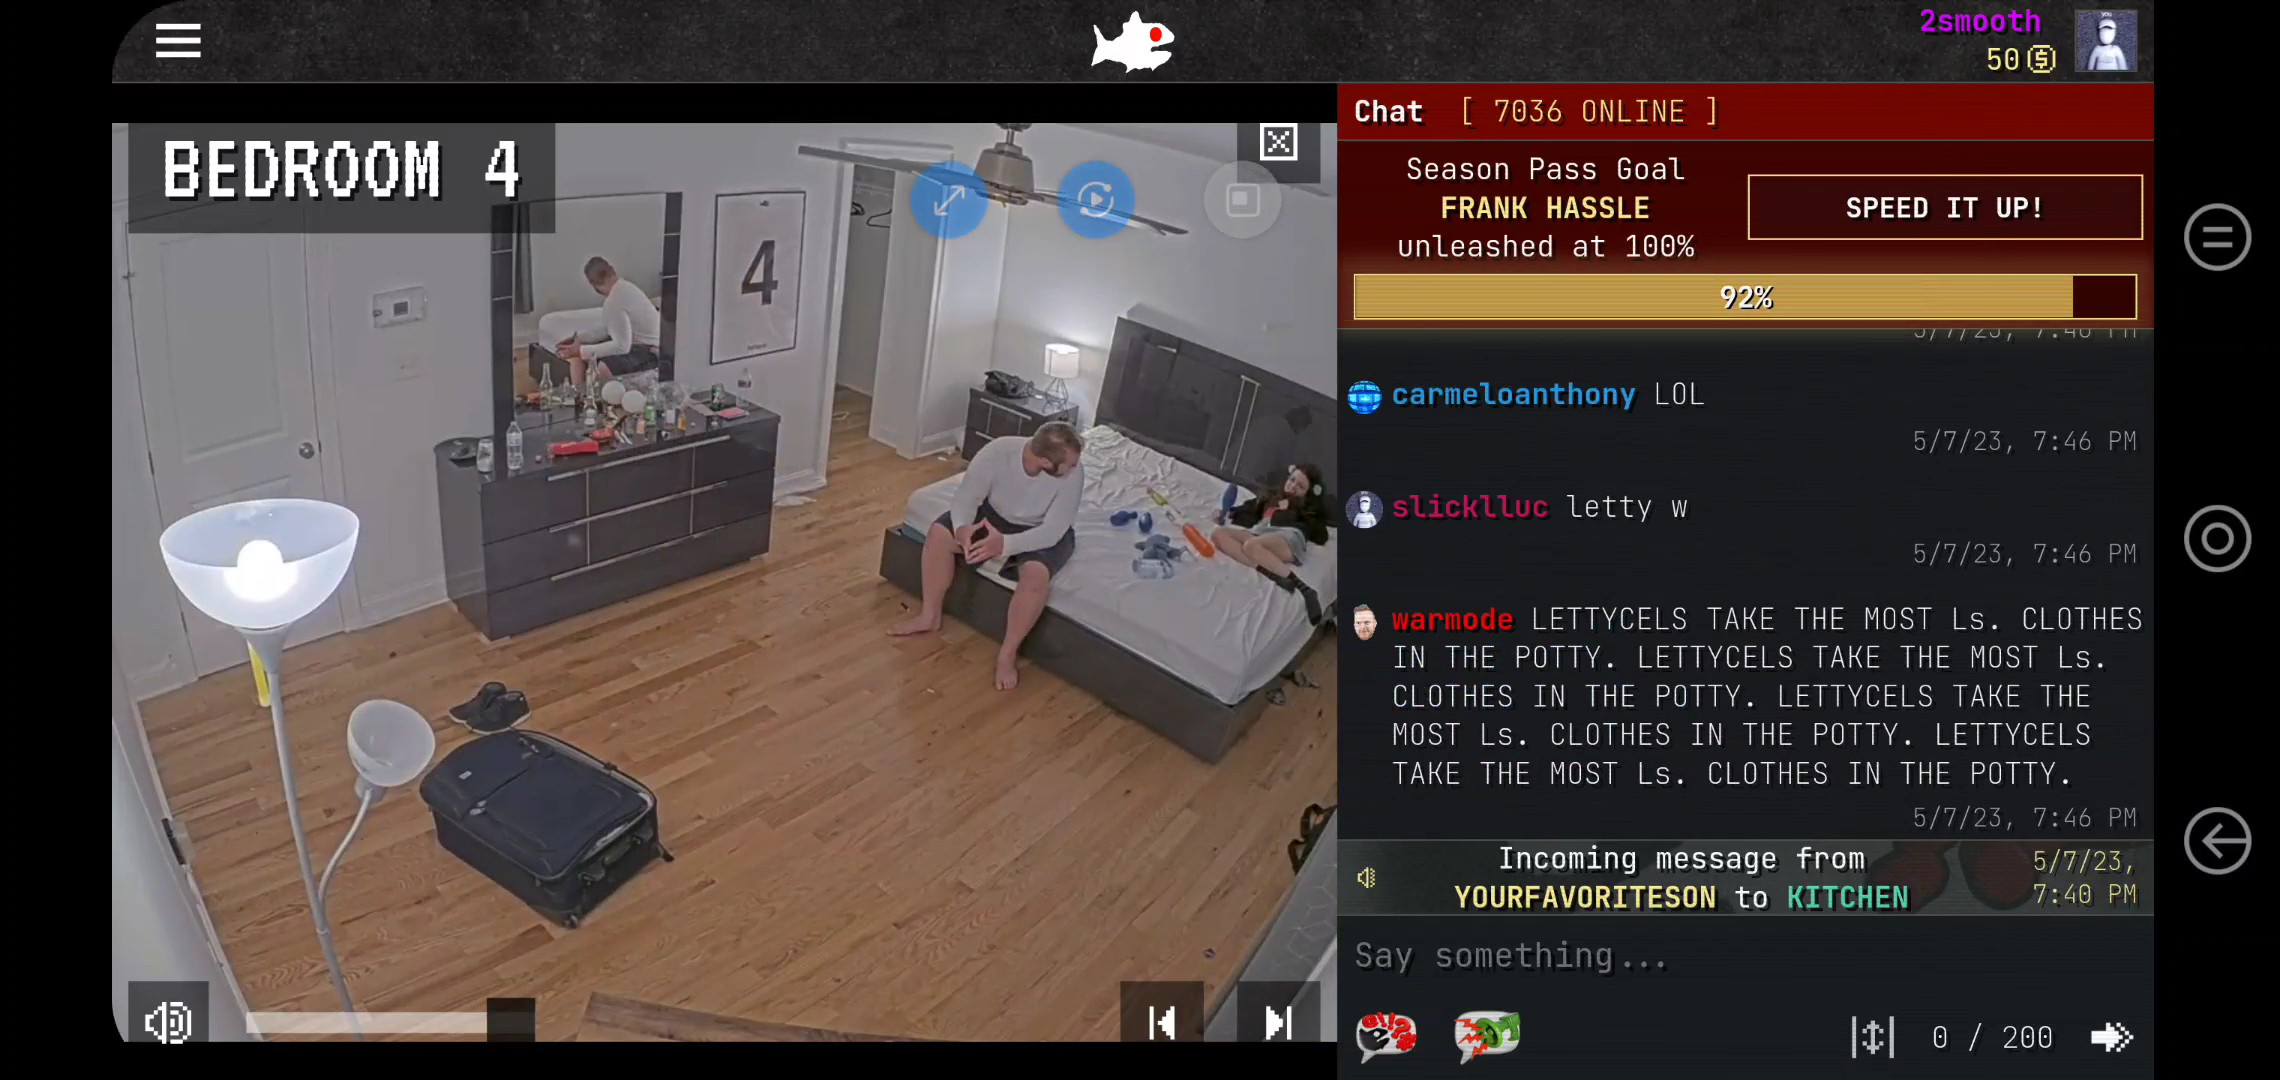 2smooth
50
BEDROOM 4
4
Chat [ 7036 ONLINE ]
Season Pass Goal
FRANK HASSLE
unleashed at 100%
SPEED IT UP!
92%
carmeloanthony LOL
5/7/23, 7:46 PM
slicklluc letty w
5/7/23, 7:46 PM
warmode LETTYCELS TAKE THE MOST Ls. CLOTHES
IN THE POTTY. LETTYCELS TAKE THE MOST Ls.
CLOTHES IN THE POTTY. LETTYCELS TAKE THE
MOST Ls. CLOTHES IN THE POTTY. LETTYCELS
TAKE THE MOST Ls. CLOTHES IN THE POTTY.
5/7/23, 7:46 PM
Incoming message from
YOURFAVORITESON to KITCHEN
5/7/23,
7:40 PM
Say something...
0 / 200